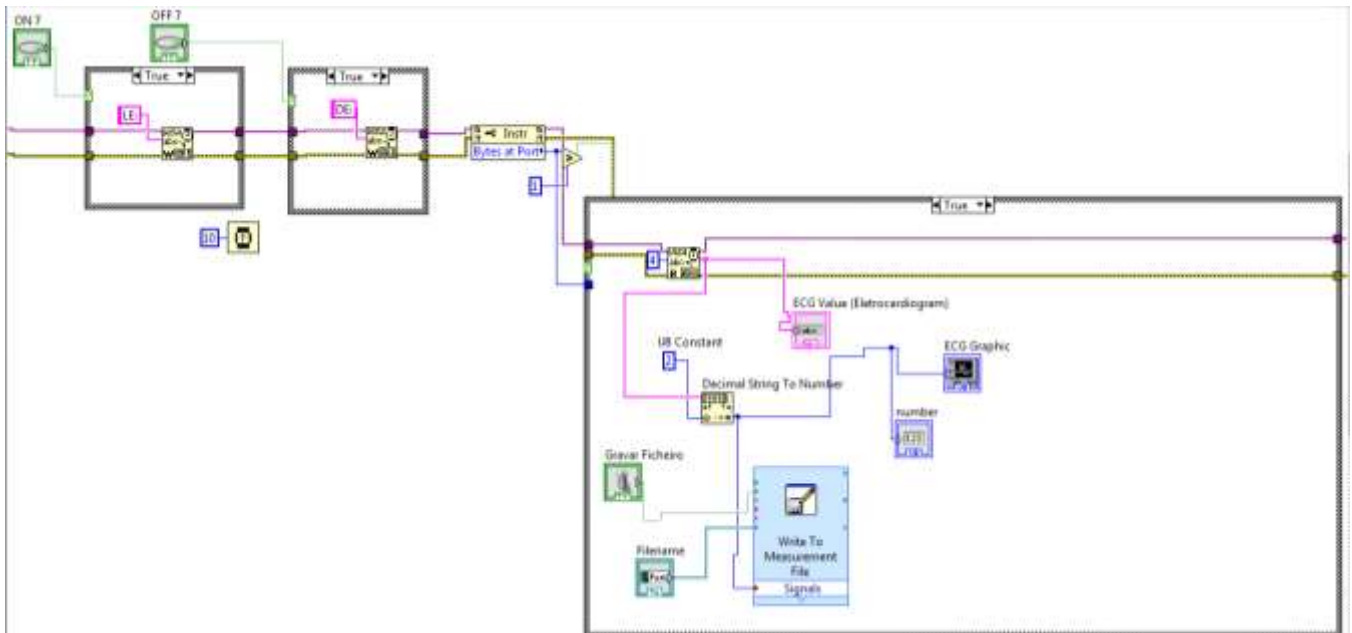 ON 7
OFF 7
True
True
LE
DE
Instr
Bytes at Port
1
10
True
4
ECG Value (Eletrocardiogram)
abc
U8 Constant
2
ECG Graphic
Decimal String To Number
number
Gravar Ficheiro
Filename
Write To
Measurement
File
Signals